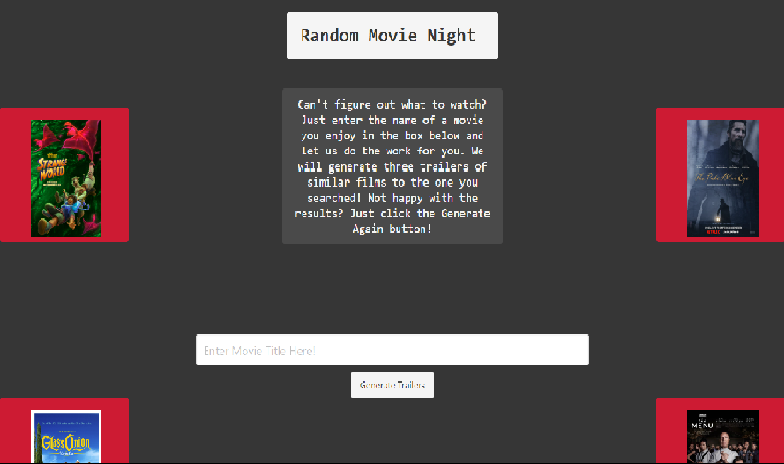 Random Movie Night
Can't figure out what to watch?
Just enter the name of a movie
you enjoy in the box below and
let us do the work for you. We
will generate three trailers of
similar films to the one you
searched! Not happy with the
results? Just click the Generate
Again button!
The
STRANGE
WORLD
The Pale Blue Eye
Enter Movie Title Here!
Generate Trailers
Glass Onion
MENU